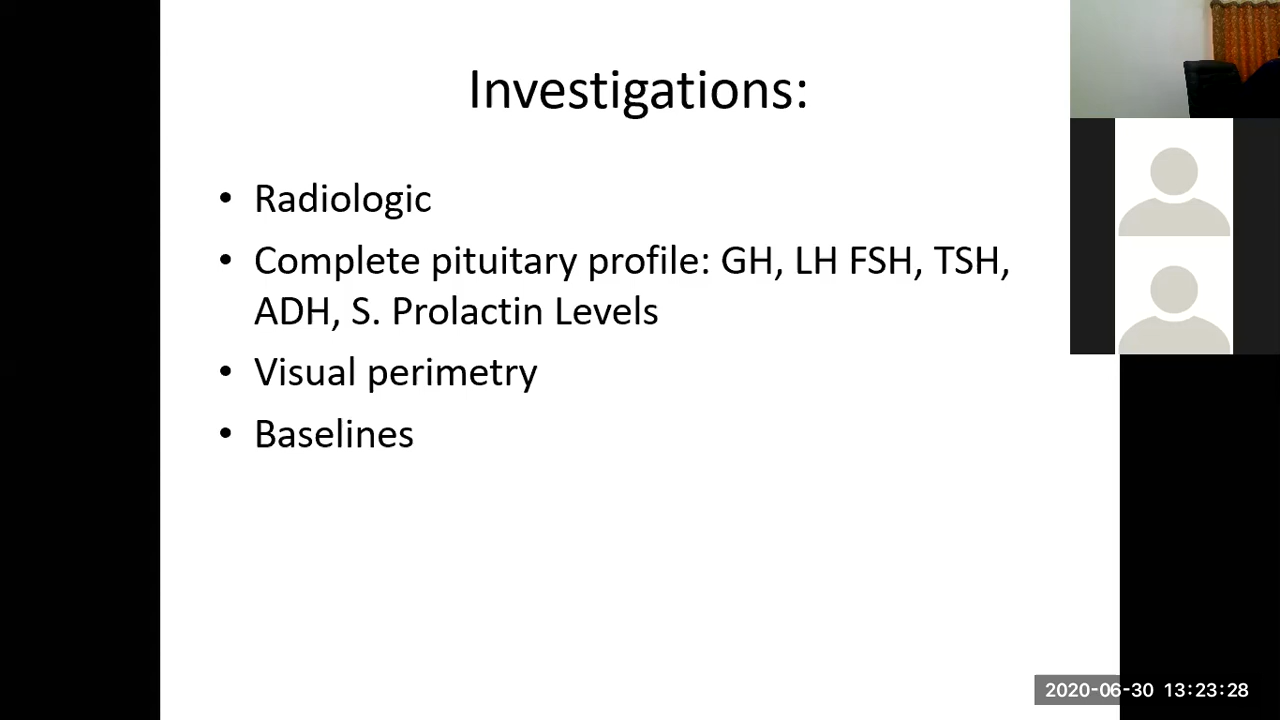 Investigations:
• Radiologic
• Complete pituitary profile: GH, LH FSH, TSH,
ADH, S. Prolactin Levels
• Visual perimetry
• Baselines
2020-06-30 13:23:28